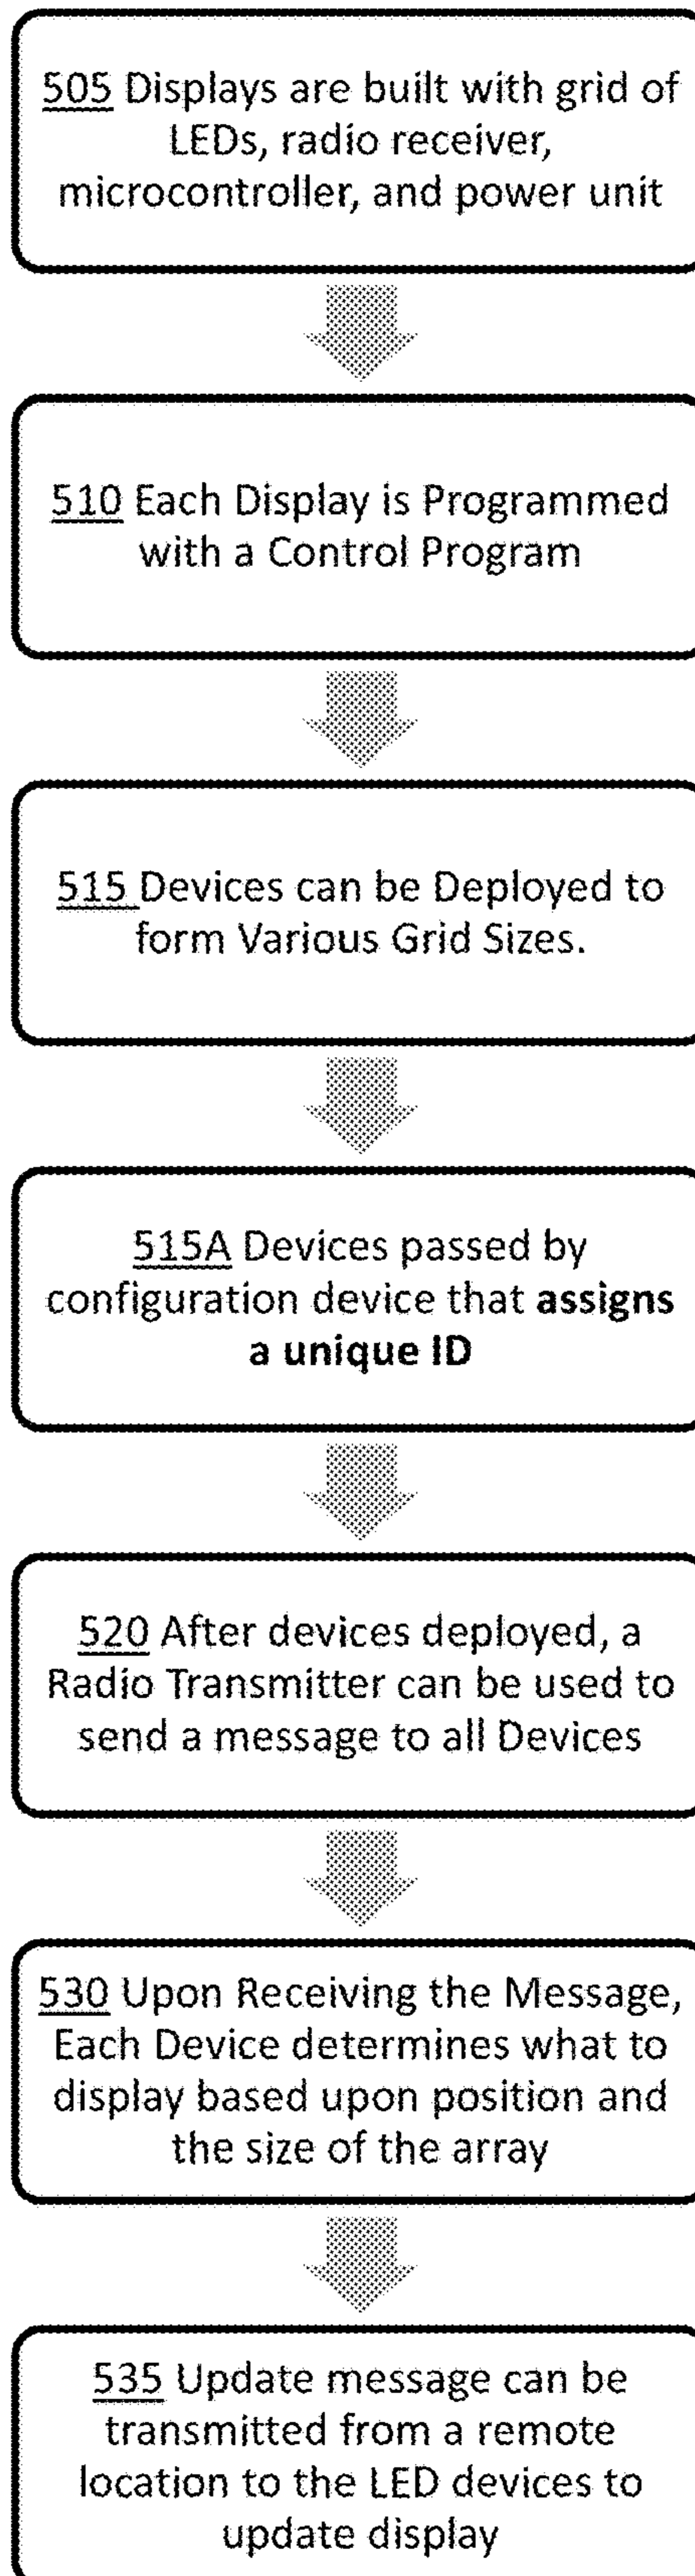 505 Displays are built with grid of
LEDs, radio receiver,
microcontroller, and power unit
510 Each Display is Programmed
with a Control Program
515 Devices can be Deployed to
form Various Grid Sizes.
515A Devices passed by
configuration device that assigns
a unique ID
520 After devices deployed, a
Radio Transmitter can be used to
send a message to all Devices
530 Upon Receiving the Message,
Each Device determines what to
display based upon position and
the size of the array
535 Update message can be
transmitted from a remote
location to the LED devices to
update display